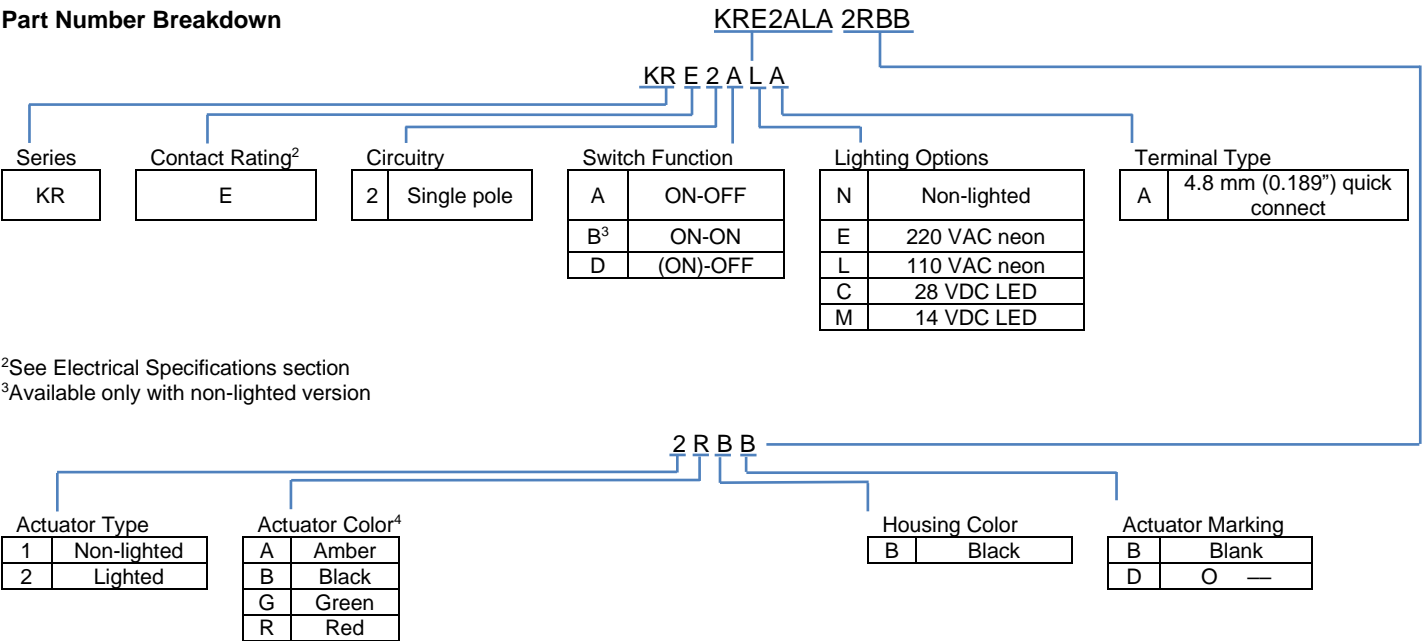 Part Number Breakdown
KRE2ALA 2RBB
KR E 2 A L A
Series
KR
Contact Rating²
E
Circuitry
2 Single pole
Switch Function
A ON-OFF
B³ ON-ON
D (ON)-OFF
Lighting Options
N Non-lighted
E 220 VAC neon
L 110 VAC neon
C 28 VDC LED
M 14 VDC LED
Terminal Type
A 4.8 mm (0.189”) quick
connect
²See Electrical Specifications section
³Available only with non-lighted version
2 R B B
Actuator Type
1 Non-lighted
2 Lighted
Actuator Color⁴
A Amber
B Black
G Green
R Red
Housing Color
B Black
Actuator Marking
B Blank
D O —